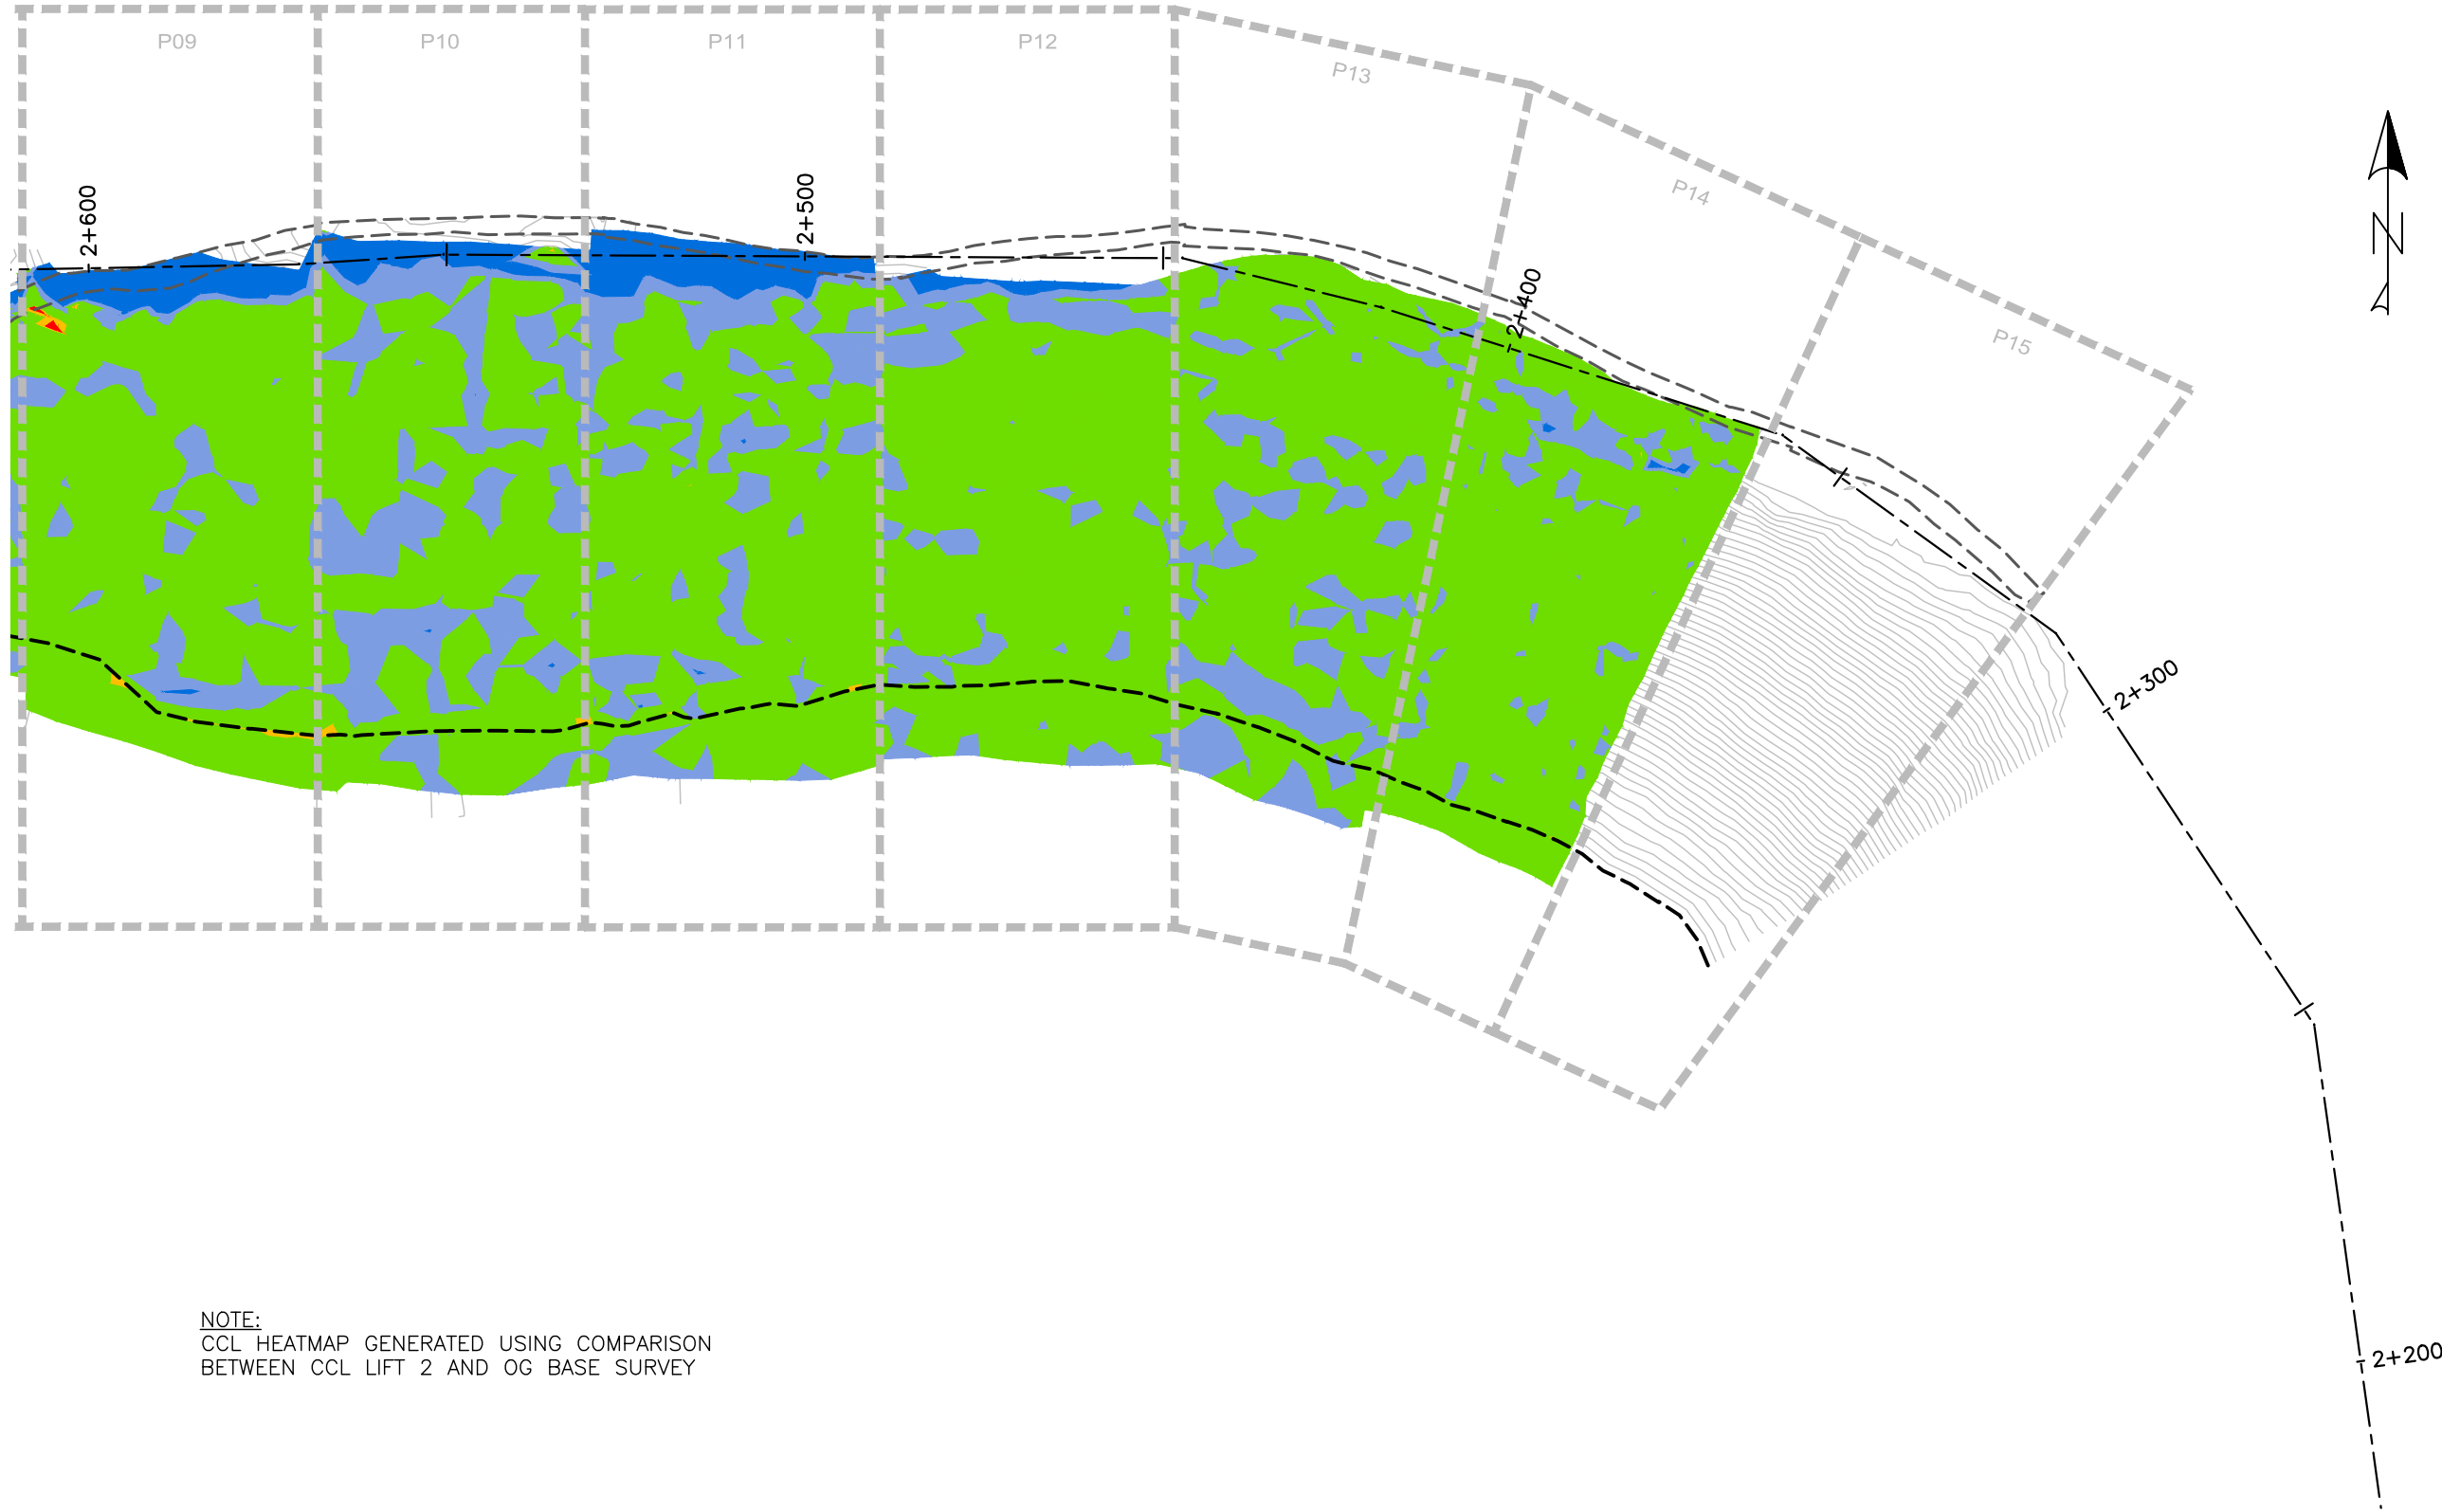 P09
P10
P11
P12
P13
P14
P15
2+600
2+500
2+400
2+300
2+200
N
NOTE:
CCL HEATMAP GENERATED USING COMPARISON
BETWEEN CCL LIFT 2 AND OG BASE SURVEY